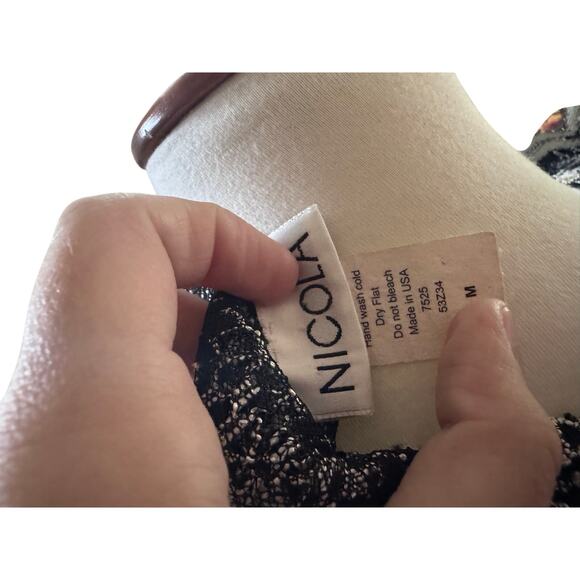 NICOLA
Hand wash cold
Dry Flat
Do not bleach
Made in USA
7525
53Z34
M